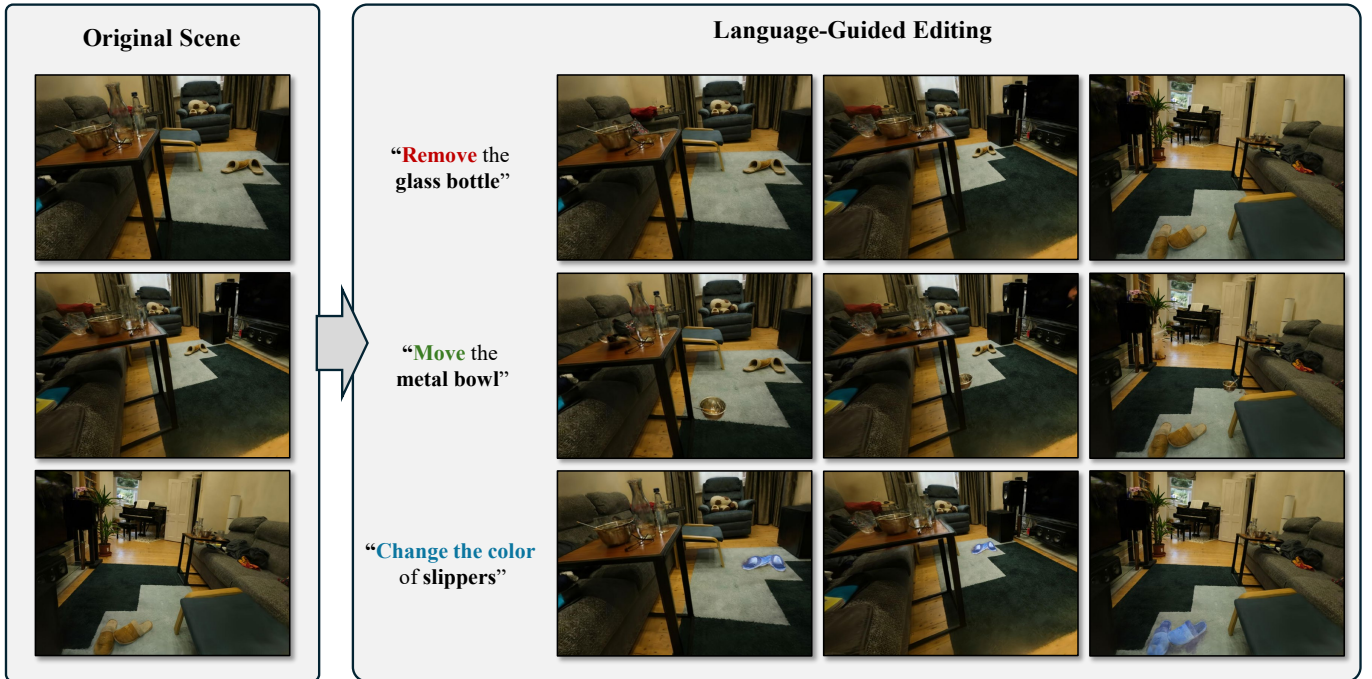 Original Scene
Language-Guided Editing
“Remove the
glass bottle”
“Move the
metal bowl”
“Change the color
of slippers”